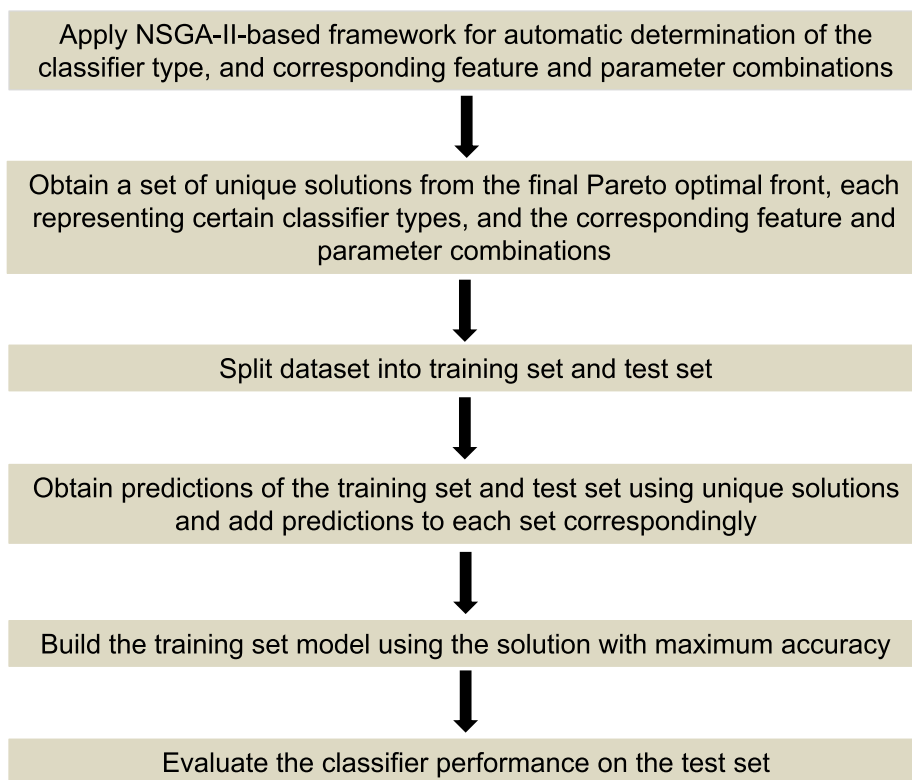 Apply NSGA-II-based framework for automatic determination of the
classifier type, and corresponding feature and parameter combinations
Obtain a set of unique solutions from the final Pareto optimal front, each
representing certain classifier types, and the corresponding feature and
parameter combinations
Split dataset into training set and test set
Obtain predictions of the training set and test set using unique solutions
and add predictions to each set correspondingly
Build the training set model using the solution with maximum accuracy
Evaluate the classifier performance on the test set